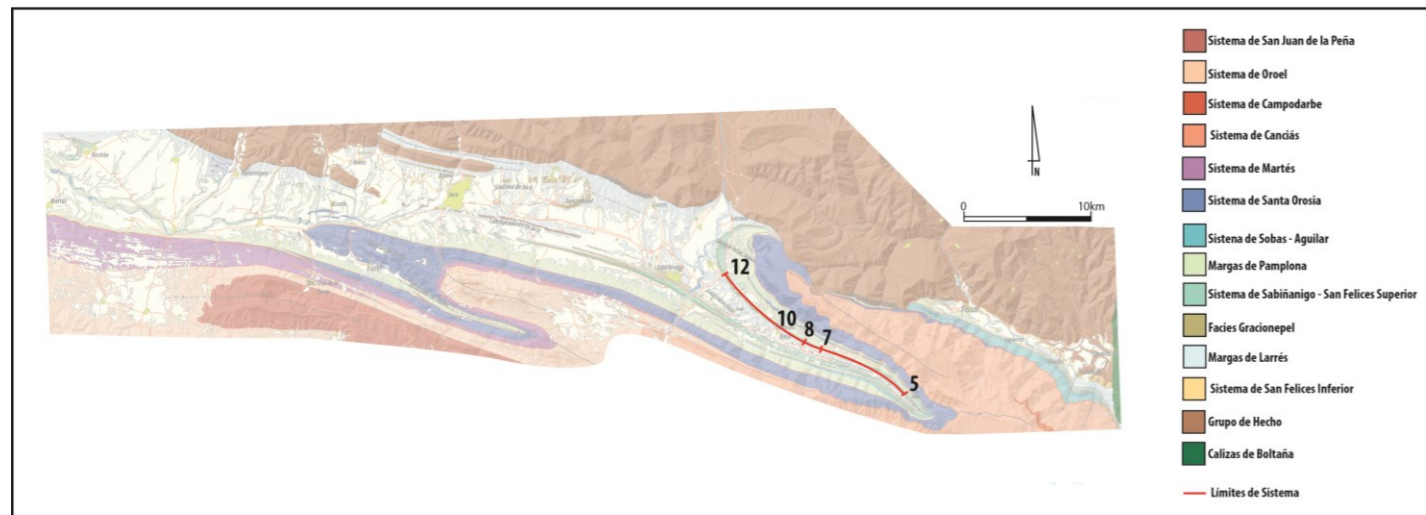 Sistema de San Juan de la Peña
Sistema de Oroel
Sistema de Campodarbe
Sistema de Canciás
Sistema de Martés
Sistema de Santa Orosia
Sistena de Sobas - Aguilar
Margas de Pamplona
Sistema de Sabiñanigo - San Felices Superior
Facies Gracionepel
Margas de Larrés
Sistema de San Felices Inferior
Grupo de Hecho
Calizas de Boltaña
Límites de Sistema
N
0 10km
12
10
8
7
5